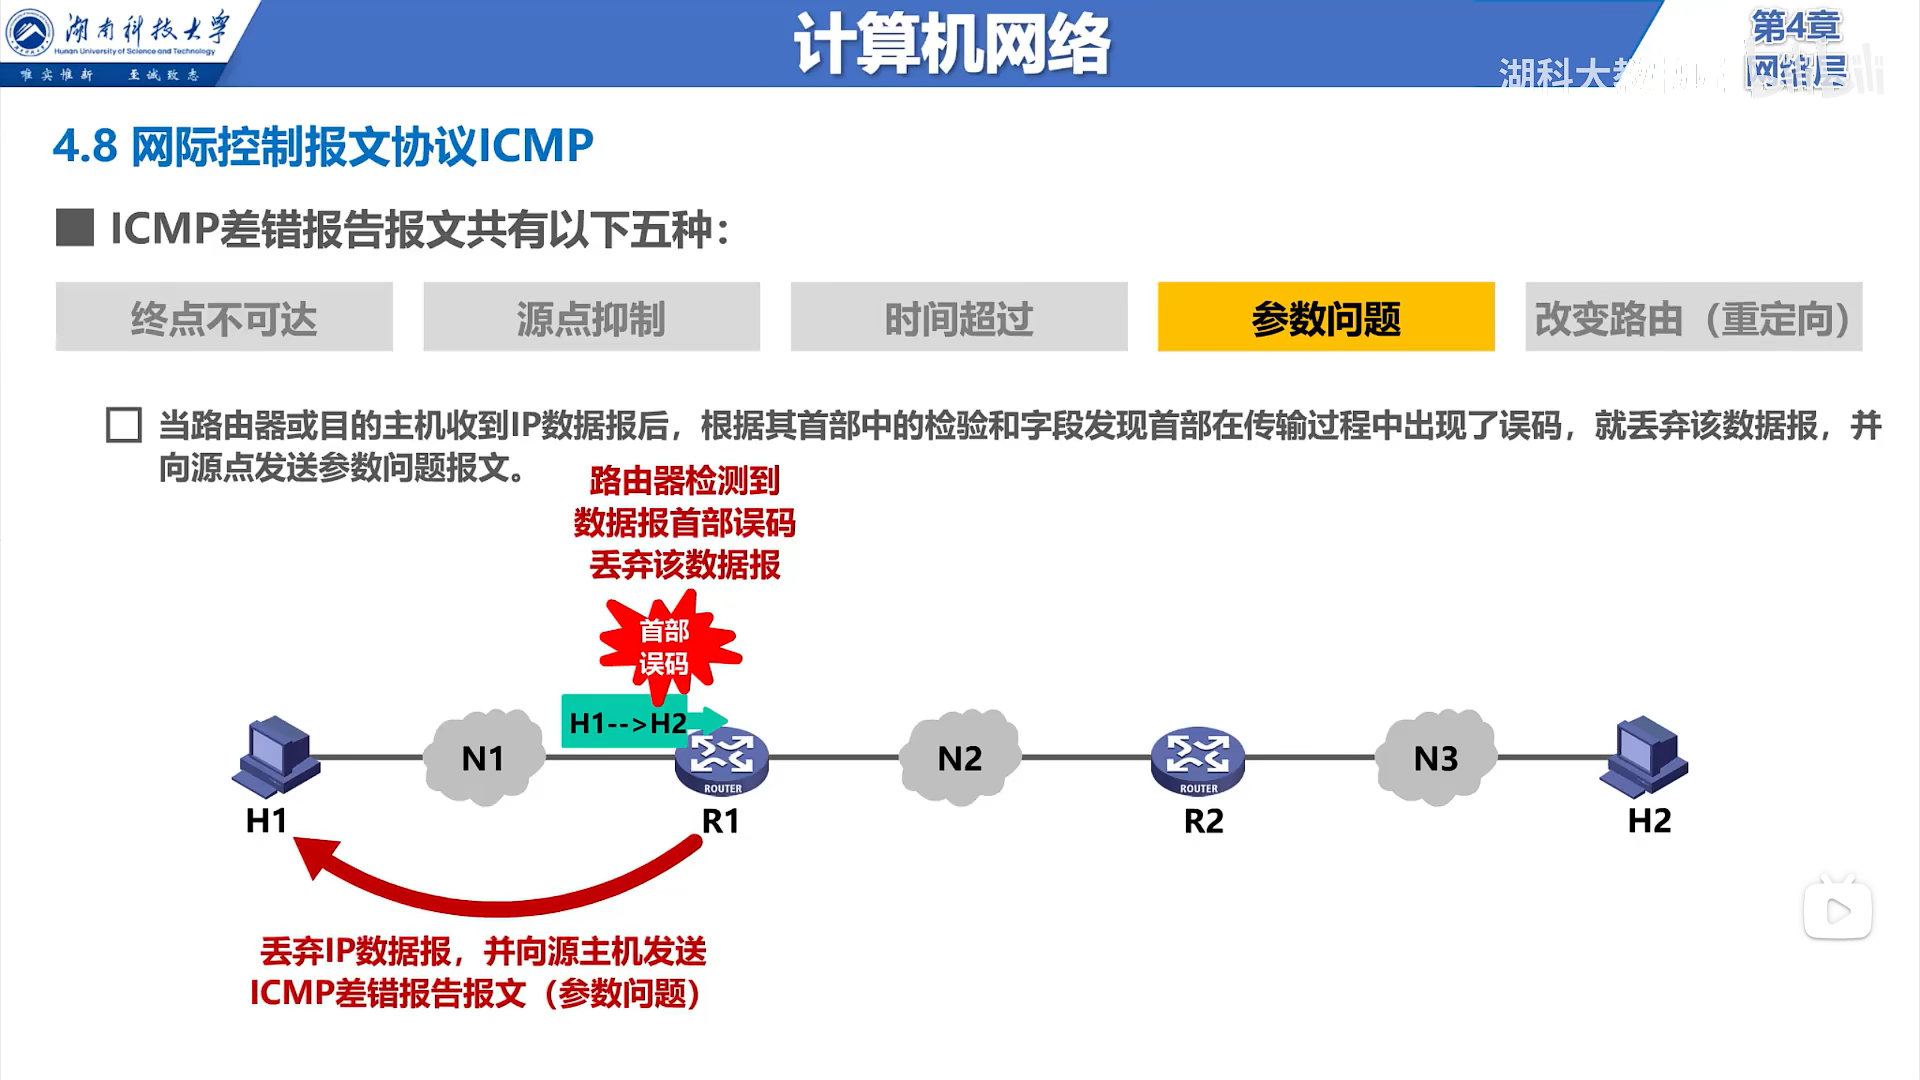 湖南科技大学
Hunan University of Science and Technology
唯实惟新 至诚致志
计算机网络
第4章
网络层
湖科大教
4.8 网际控制报文协议ICMP
ICMP差错报告报文共有以下五种：
终点不可达
源点抑制
时间超过
参数问题
改变路由（重定向）
当路由器或目的主机收到IP数据报后，根据其首部中的检验和字段发现首部在传输过程中出现了误码，就丢弃该数据报，并
向源点发送参数问题报文。
路由器检测到
数据报首部误码
丢弃该数据报
首部
误码
H1-->H2
N1
ROUTER
N2
ROUTER
N3
H1
R1
R2
H2
丢弃IP数据报，并向源主机发送
ICMP差错报告报文（参数问题）